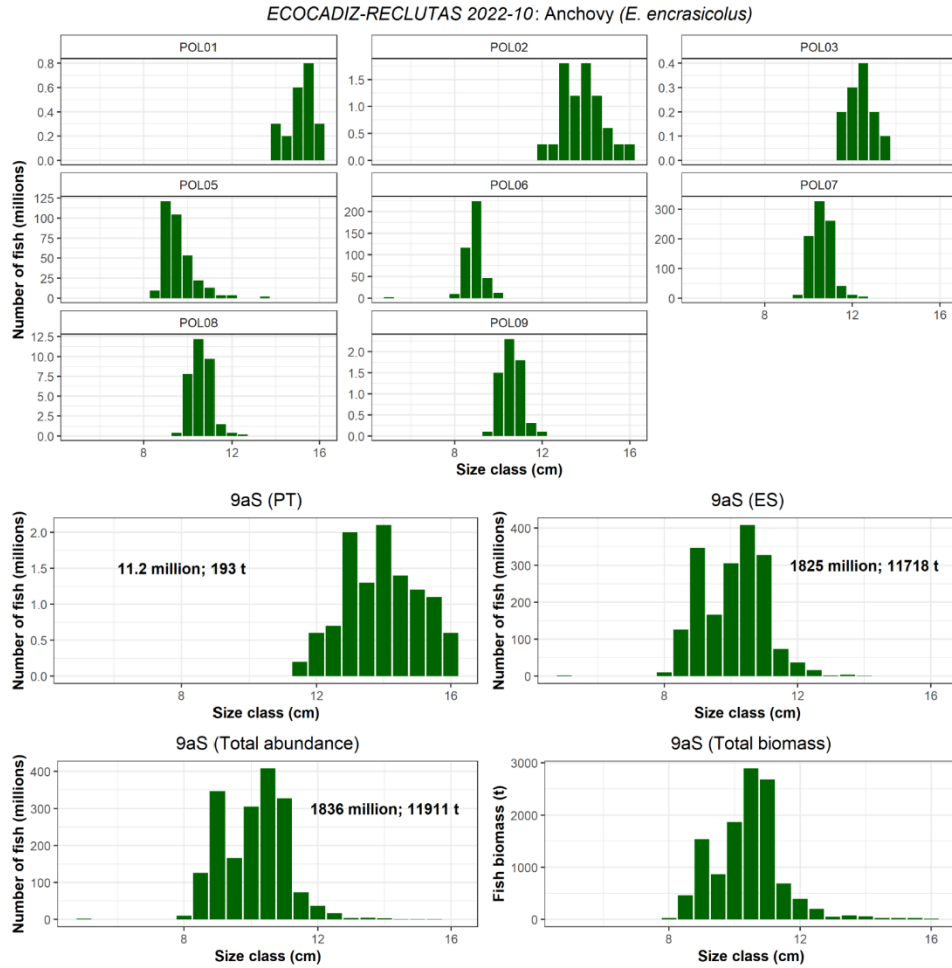 ECOCADIZ-RECLUTAS 2022-10: Anchovy (E. encrasicolus)
POL01
POL02
POL03
0.8
0.6
0.4
0.2
0.0
1.5
1.0
0.5
0.0
0.4
0.3
0.2
0.1
0.0
POL05
POL06
POL07
125
100
75
50
25
0
200
150
100
50
0
300
200
100
0
8 12 16
POL08
POL09
12.5
10.0
7.5
5.0
2.5
0.0
2.0
1.5
1.0
0.5
0.0
8 12 16
8 12 16
Number of fish (millions)
Size class (cm)
9aS (PT)
2.0
1.5
1.0
0.5
0.0
11.2 million; 193 t
8 12 16
Number of fish (millions)
Size class (cm)
9aS (ES)
400
300
200
100
0
1825 million; 11718 t
8 12 16
Number of fish (millions)
Size class (cm)
9aS (Total abundance)
400
300
200
100
0
1836 million; 11911 t
8 12 16
Number of fish (millions)
Size class (cm)
9aS (Total biomass)
3000
2000
1000
0
8 12 16
Fish biomass (t)
Size class (cm)